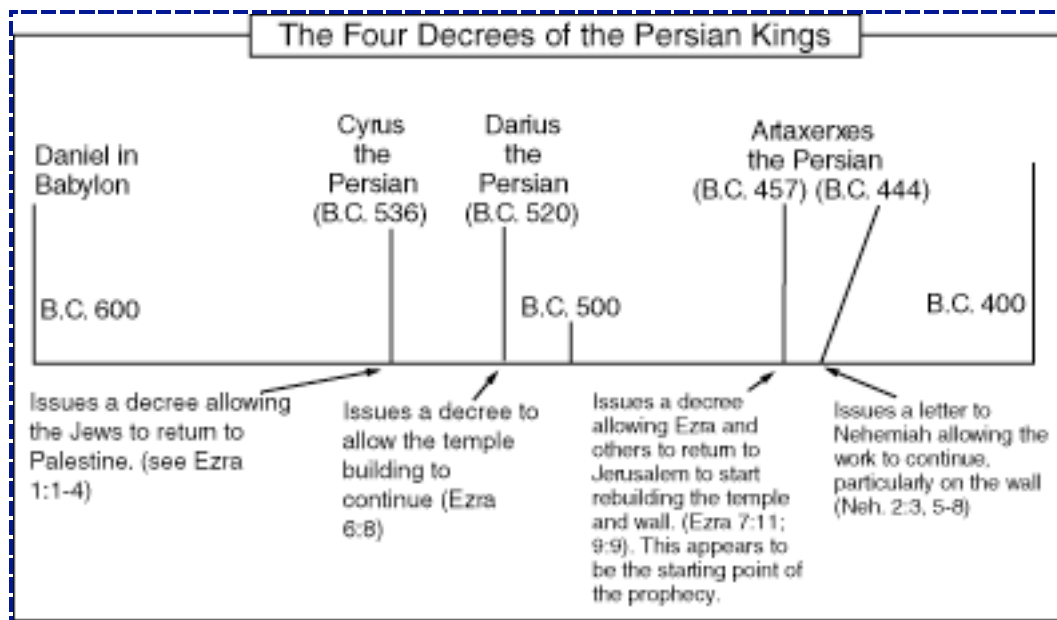 The Four Decrees of the Persian Kings
Daniel in
Babylon
Cyrus
the
Persian
(B.C. 536)
Darius
the
Persian
(B.C. 520)
Artaxerxes
the Persian
(B.C. 457) (B.C. 444)
B.C. 600
B.C. 500
B.C. 400
Issues a decree allowing
the Jews to return to
Palestine. (see Ezra
1:1-4)
Issues a decree to
allow the temple
building to
continue (Ezra
6:8)
Issues a decree
allowing Ezra and
others to return to
Jerusalem to start
rebuilding the temple
and wall. (Ezra 7:11;
9:9). This appears to
be the starting point of
the prophecy.
Issues a letter to
Nehemiah allowing the
work to continue,
particularly on the wall
(Neh. 2:3, 5-8)